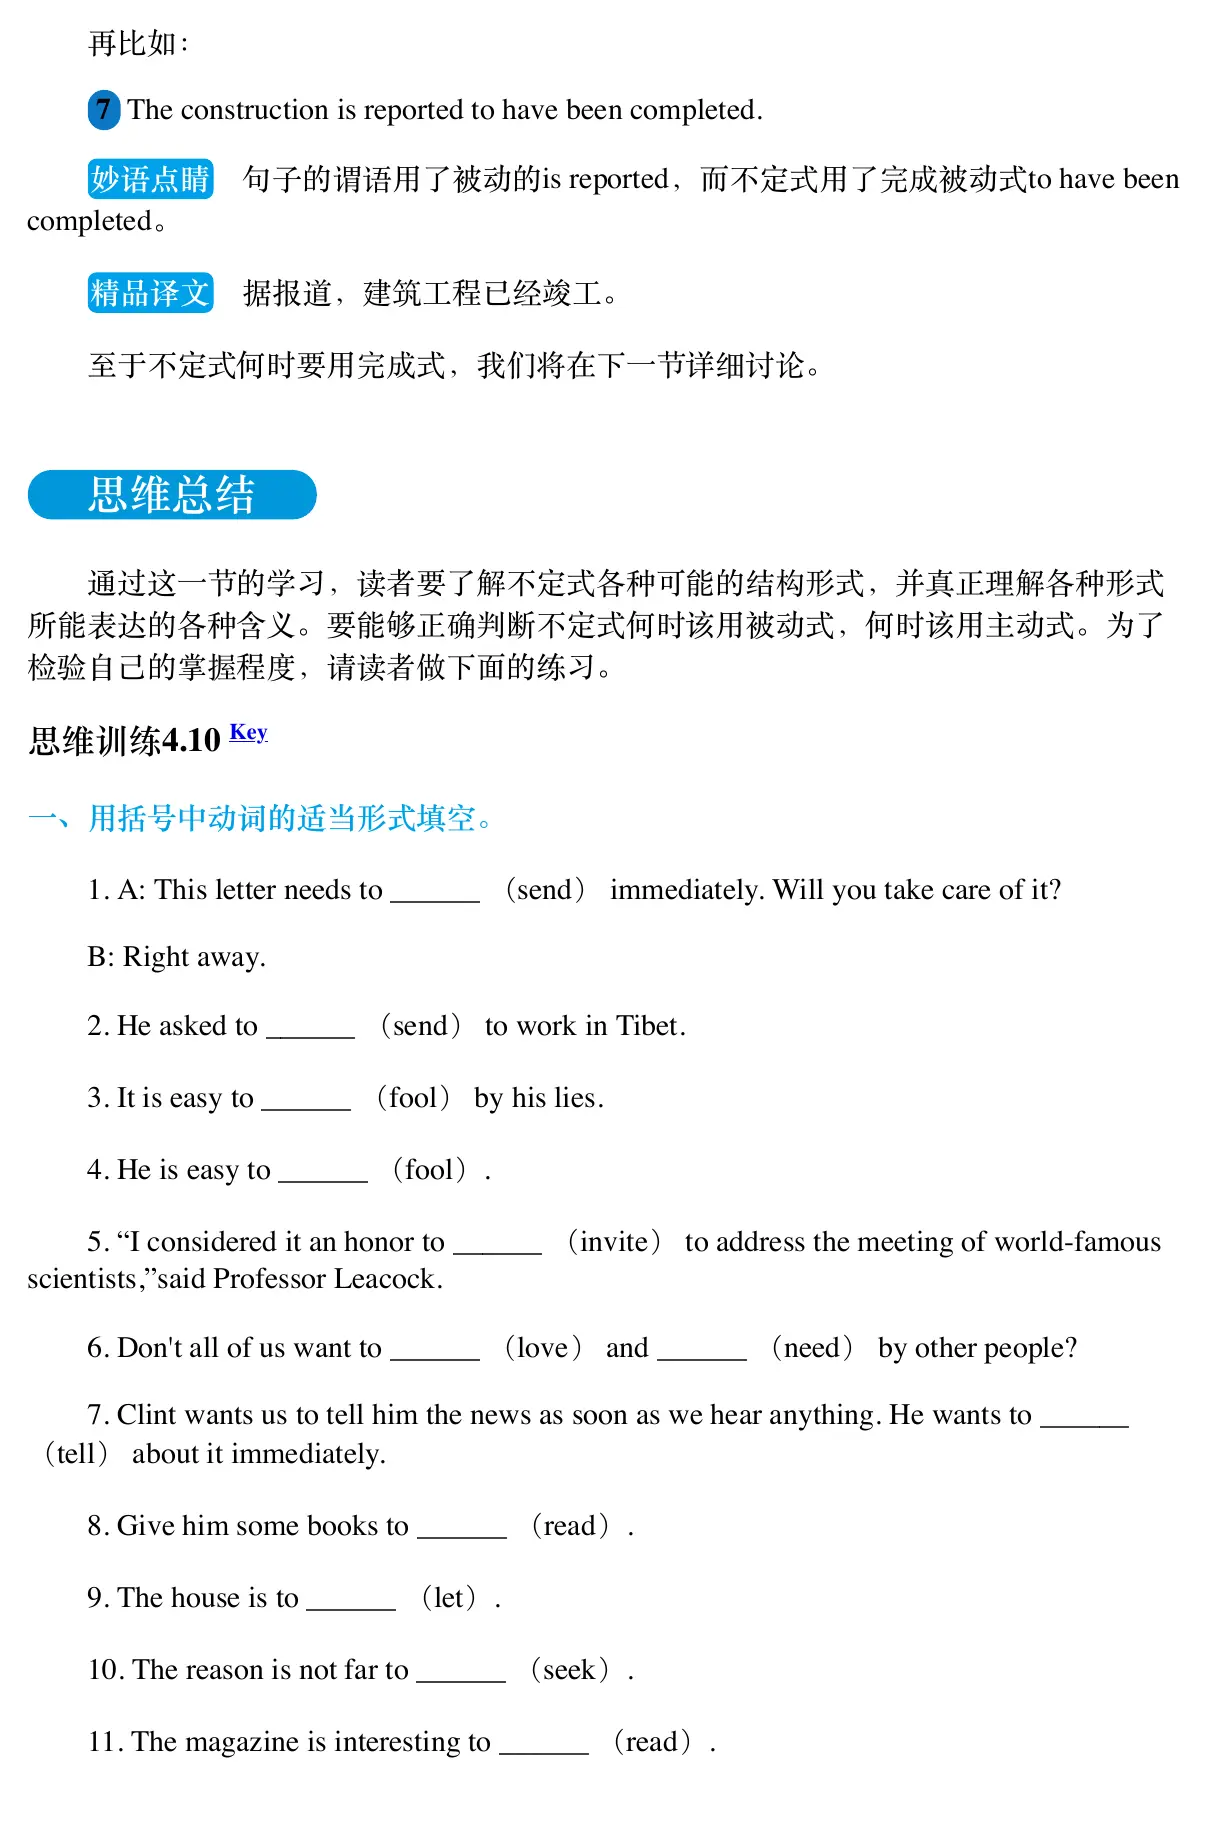 再比如：
7 The construction is reported to have been completed.
妙语点睛 句子的谓语用了被动的is reported，而不定式用了完成被动式to have been
completed。
精品译文 据报道，建筑工程已经竣工。
至于不定式何时要用完成式，我们将在下一节详细讨论。
思维总结
通过这一节的学习，读者要了解不定式各种可能的结构形式，并真正理解各种形式
所能表达的各种含义。要能够正确判断不定式何时该用被动式，何时该用主动式。为了
检验自己的掌握程度，请读者做下面的练习。
思维训练4.10 Key
一、用括号中动词的适当形式填空。
1. A: This letter needs to ______ （send） immediately. Will you take care of it?
B: Right away.
2. He asked to ______ （send） to work in Tibet.
3. It is easy to ______ （fool） by his lies.
4. He is easy to ______ （fool）.
5. “I considered it an honor to ______ （invite） to address the meeting of world-famous
scientists,”said Professor Leacock.
6. Don't all of us want to ______ （love） and ______ （need） by other people?
7. Clint wants us to tell him the news as soon as we hear anything. He wants to ______
（tell） about it immediately.
8. Give him some books to ______ （read）.
9. The house is to ______ （let）.
10. The reason is not far to ______ （seek）.
11. The magazine is interesting to ______ （read）.